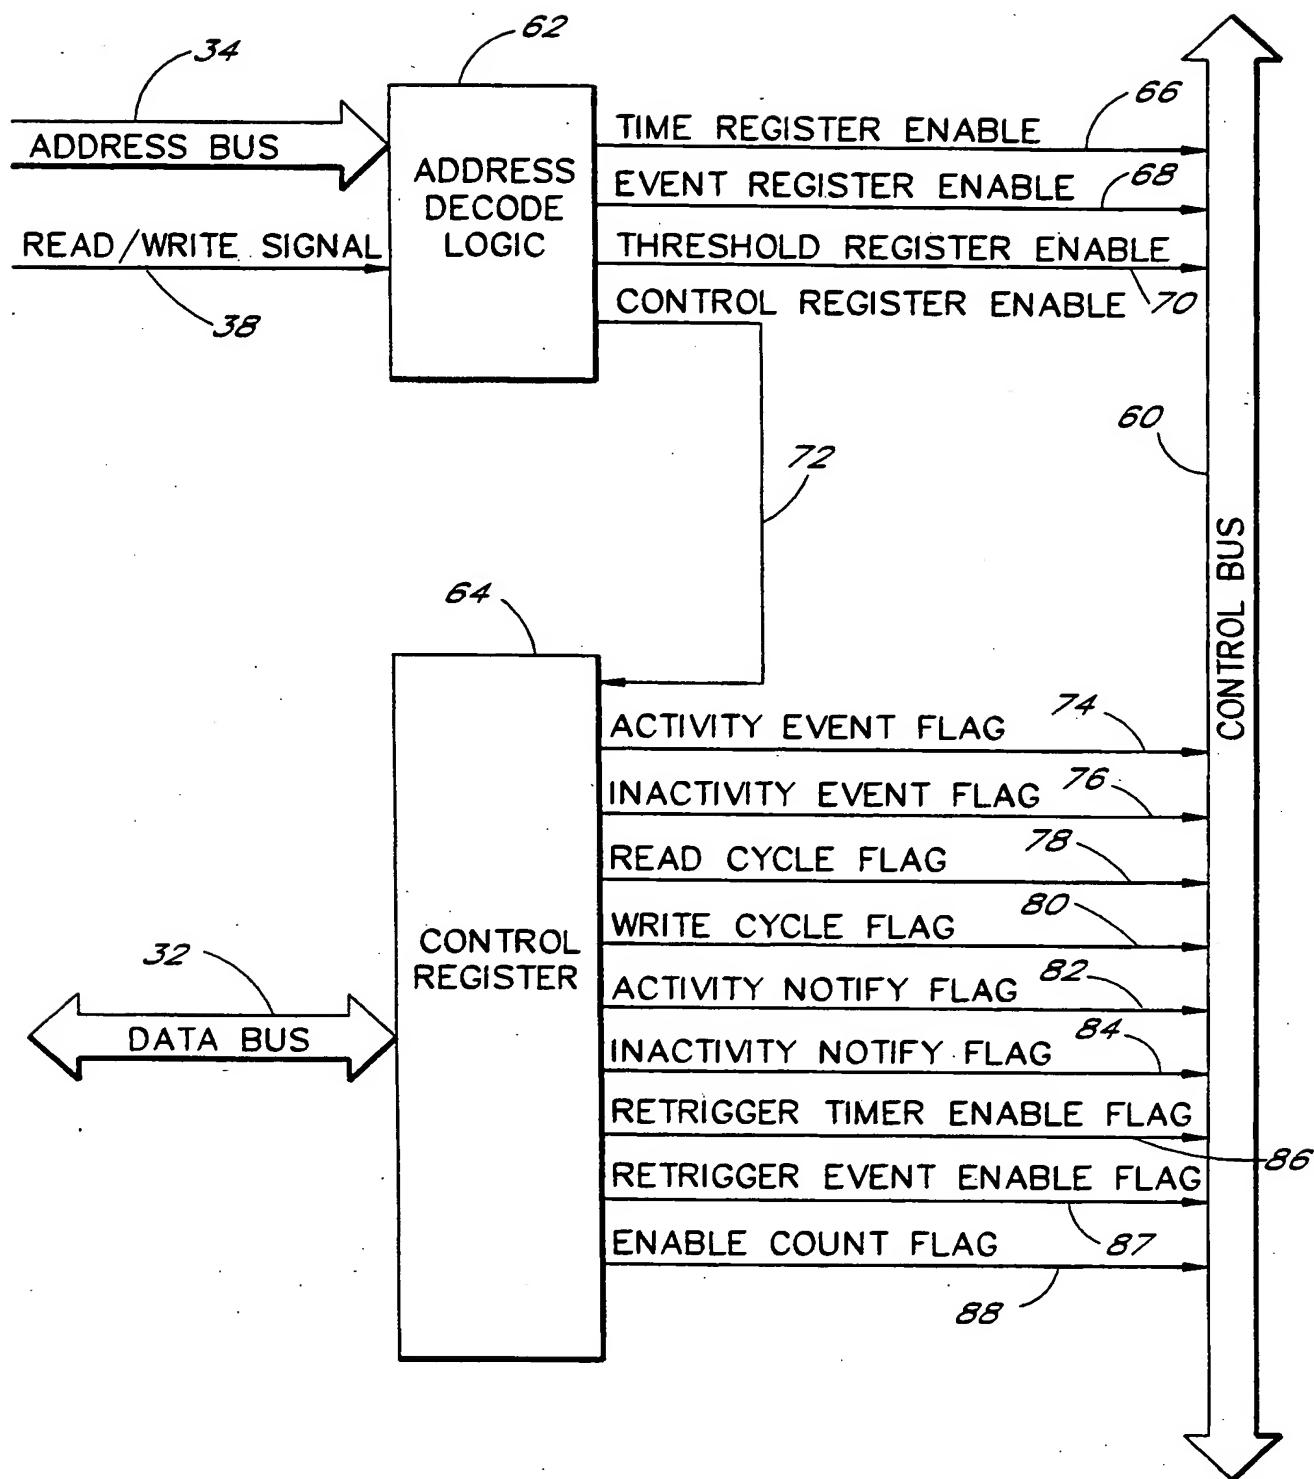 62
34
ADDRESS BUS
ADDRESS
DECODE
LOGIC
TIME REGISTER ENABLE
66
EVENT REGISTER ENABLE
68
READ/WRITE SIGNAL
38
THRESHOLD REGISTER ENABLE
70
CONTROL REGISTER ENABLE
72
60
CONTROL BUS
64
CONTROL
REGISTER
32
DATA BUS
ACTIVITY EVENT FLAG
74
INACTIVITY EVENT FLAG
76
READ CYCLE FLAG
78
WRITE CYCLE FLAG
80
ACTIVITY NOTIFY FLAG
82
INACTIVITY NOTIFY FLAG
84
RETRIGGER TIMER ENABLE FLAG
86
RETRIGGER EVENT ENABLE FLAG
87
ENABLE COUNT FLAG
88